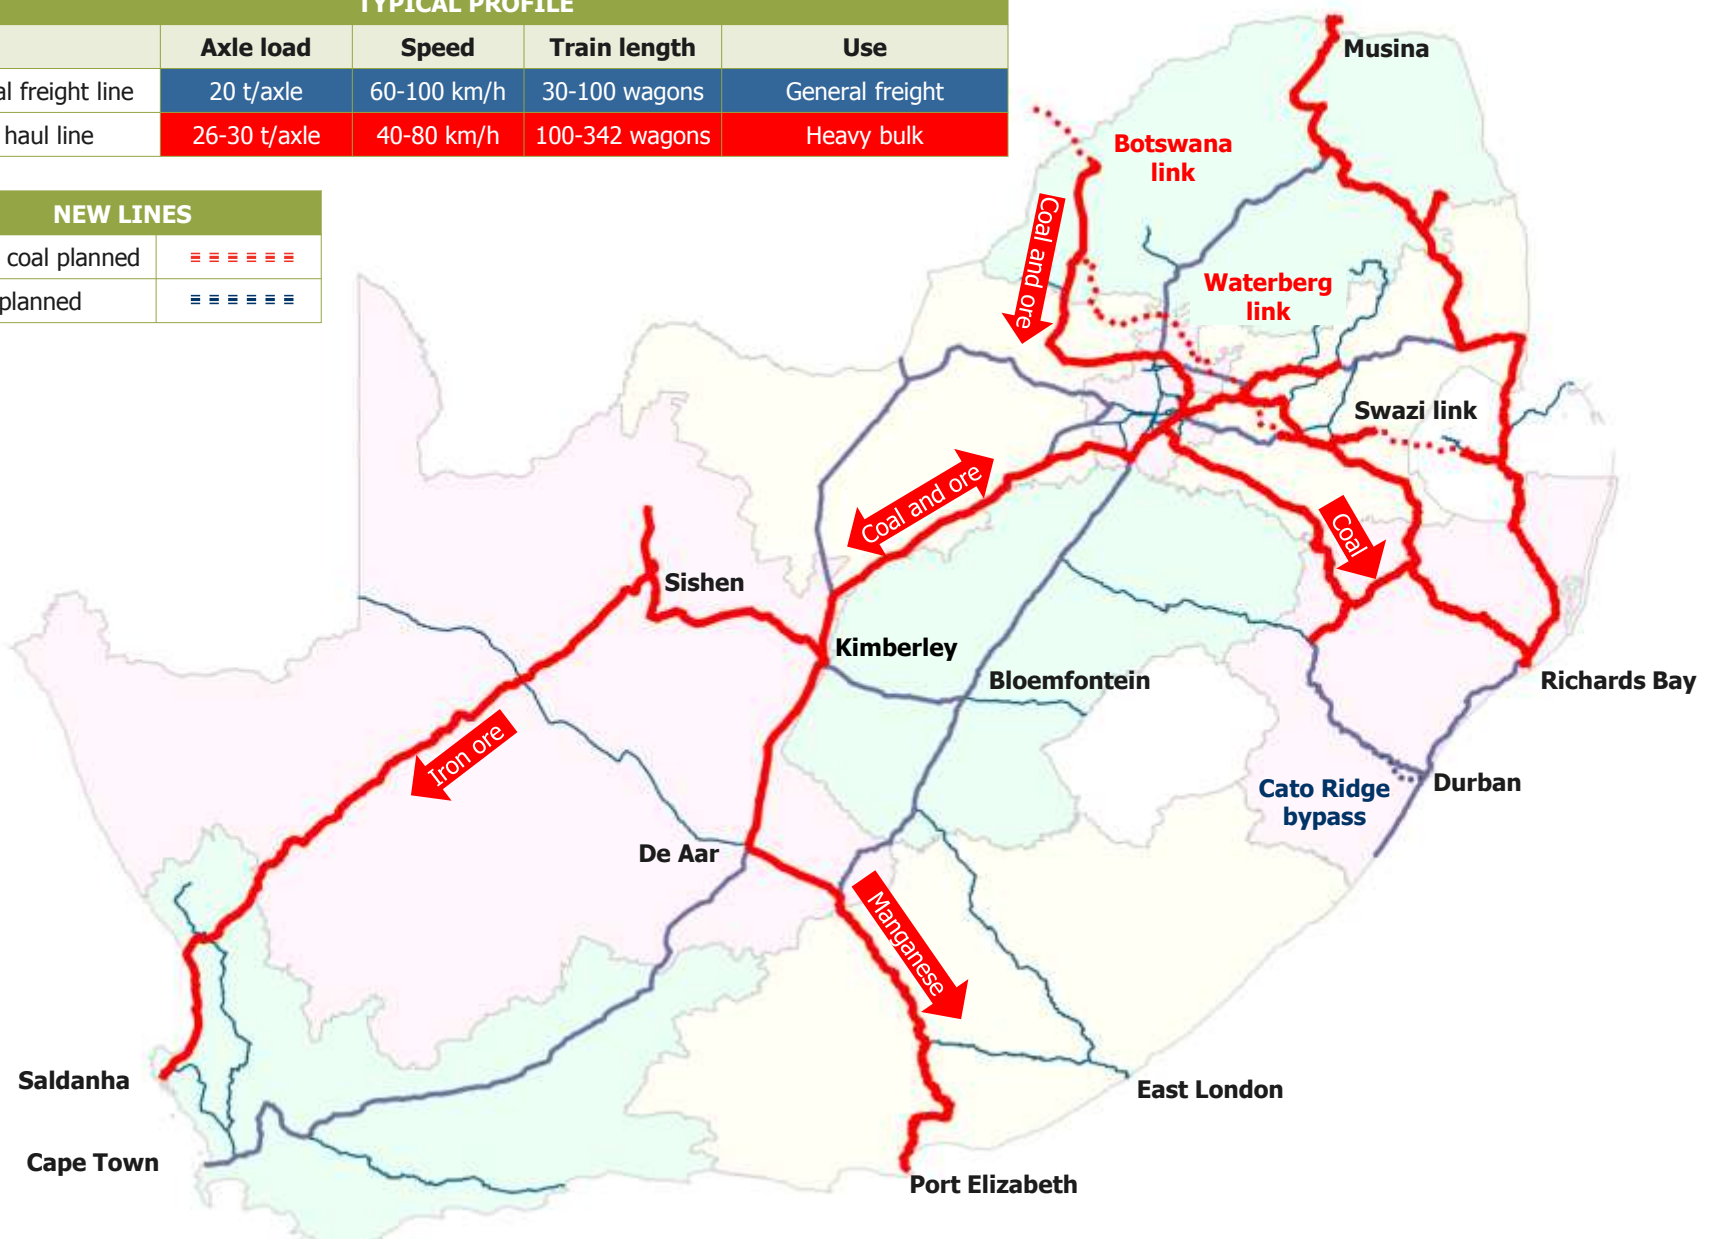 TYPICAL PROFILE
Axle load Speed Train length Use
al freight line 20 t/axle 60-100 km/h 30-100 wagons General freight
haul line 26-30 t/axle 40-80 km/h 100-342 wagons Heavy bulk
NEW LINES
coal planned
planned
Musina
Botswana
link
Coal and ore
Waterberg
link
Swazi link
Coal and ore
Coal
Sishen
Kimberley
Bloemfontein
Richards Bay
Iron ore
Durban
Cato Ridge
bypass
De Aar
Manganese
Saldanha
East London
Cape Town
Port Elizabeth